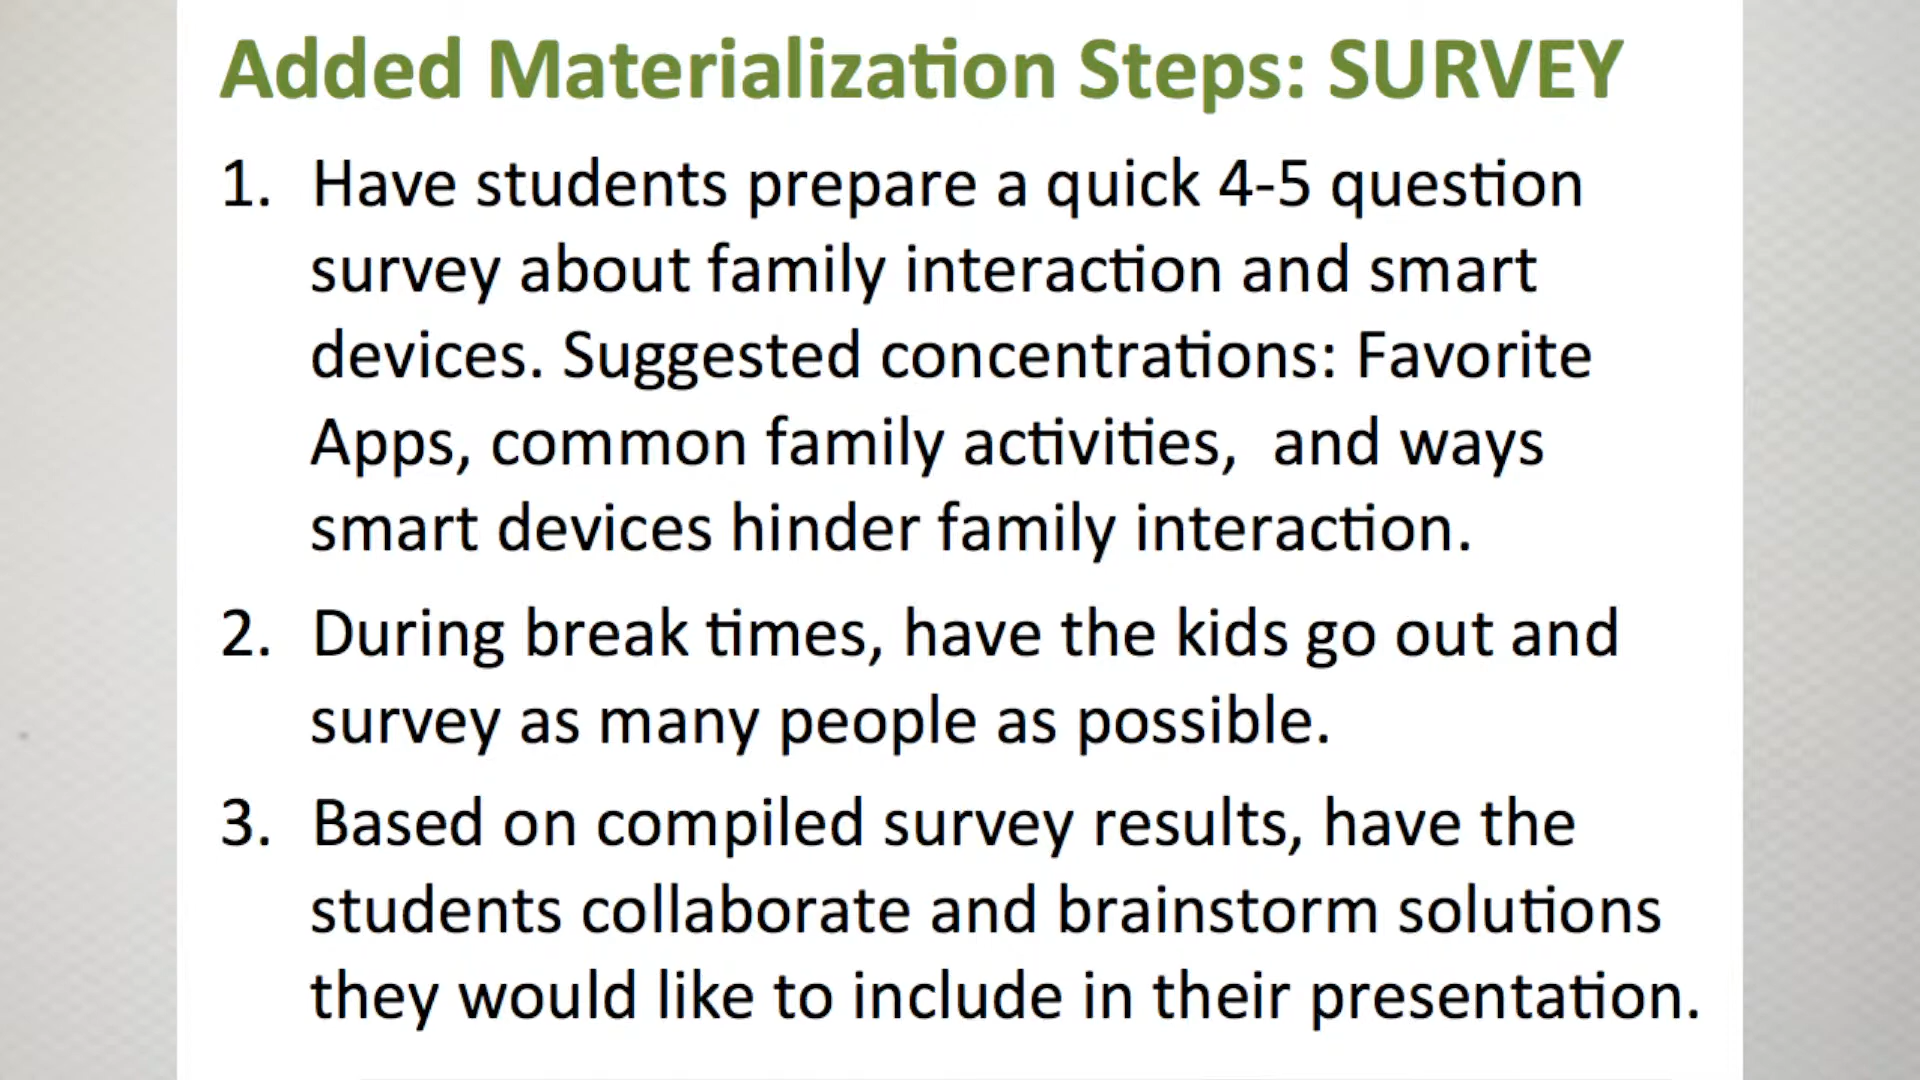 Added Materialization Steps: SURVEY
1. Have students prepare a quick 4-5 question
survey about family interaction and smart
devices. Suggested concentrations: Favorite
Apps, common family activities,  and ways
smart devices hinder family interaction.
2. During break times, have the kids go out and
survey as many people as possible.
3. Based on compiled survey results, have the
students collaborate and brainstorm solutions
they would like to include in their presentation.